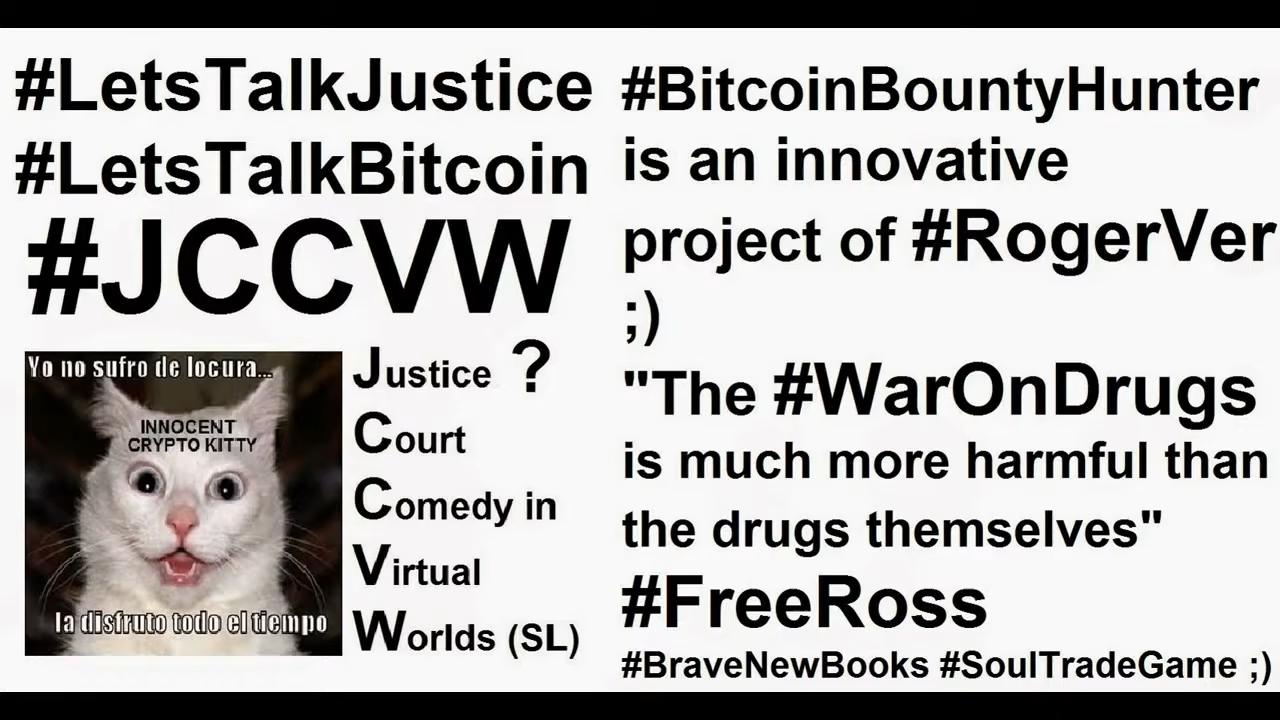 #LetsTalkJustice
#LetsTalkBitcoin
#JCCVW
Yo no sufro de locura...
INNOCENT
CRYPTO KITTY
la disfruto todo el tiempo
Justice ?
Court
Comedy in
Virtual
Worlds (SL)
#BitcoinBountyHunter
is an innovative
project of #RogerVer
;)
"The #WarOnDrugs
is much more harmful than
the drugs themselves"
#FreeRoss
#BraveNewBooks #SoulTradeGame ;)